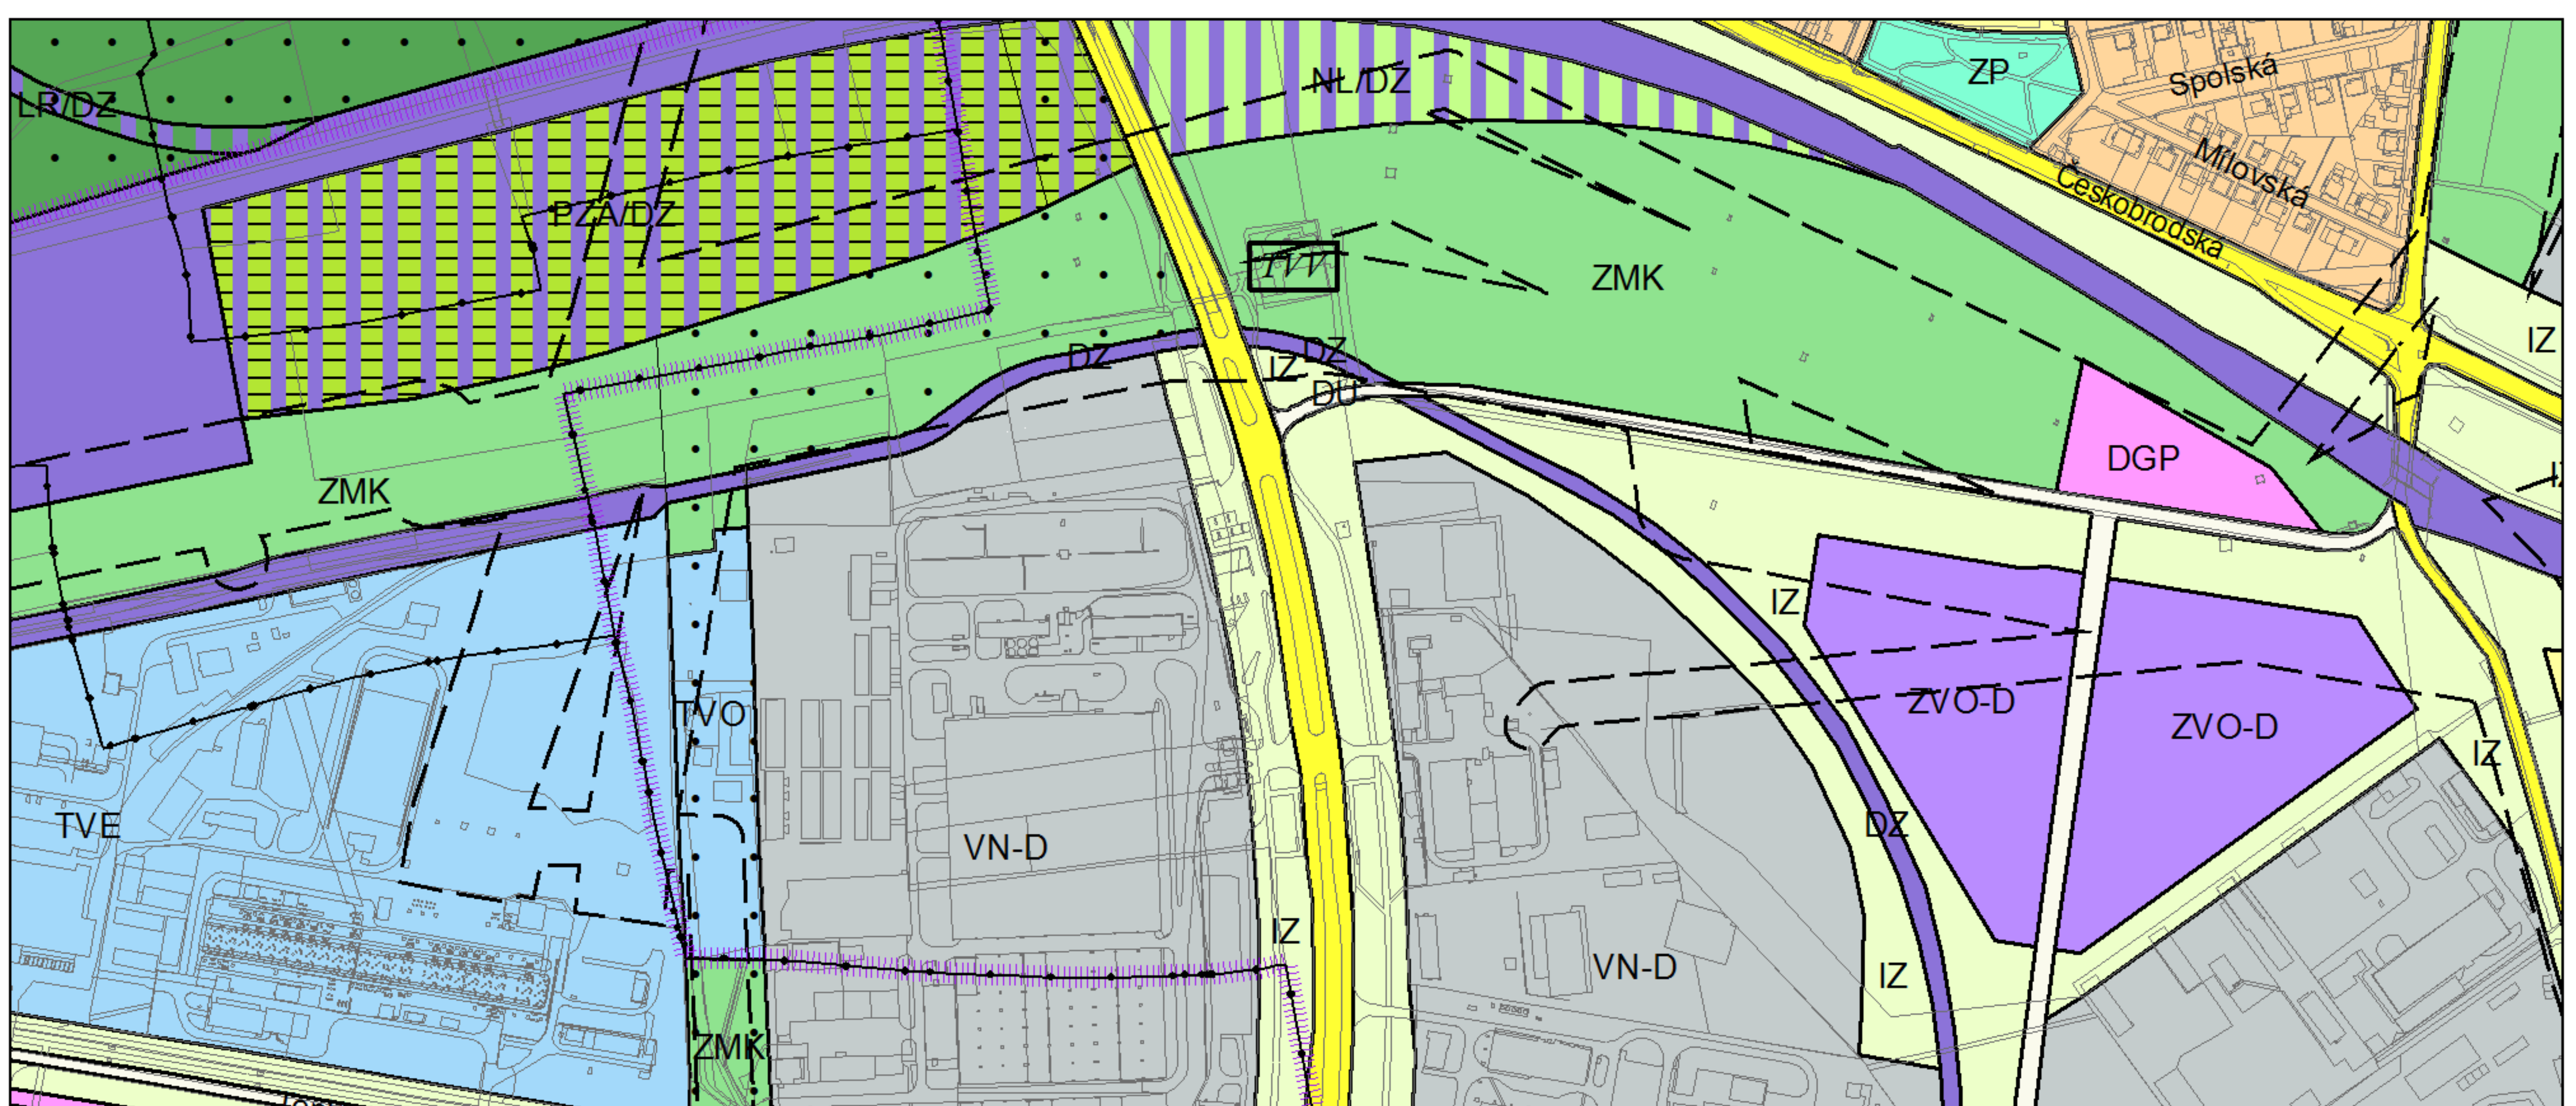 ZP
Spolská
NL/DZ
LR/DZ
Mílovská
PZA/DZ
Českobrodská
TVV
ZMK
IZ
DZ
DZ
IZ
DU
DGP
ZMK
IZ
ZVO-D
TVO
ZVO-D
IZ
TVE
DZ
VN-D
IZ
VN-D
IZ
ZMK